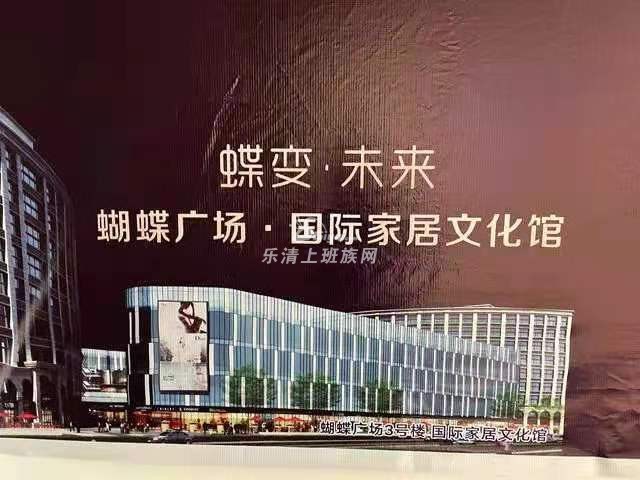 蝶变·未来
蝴蝶广场·国际家居文化馆
乐清上班族网
蝴蝶广场3号楼 国际家居文化馆